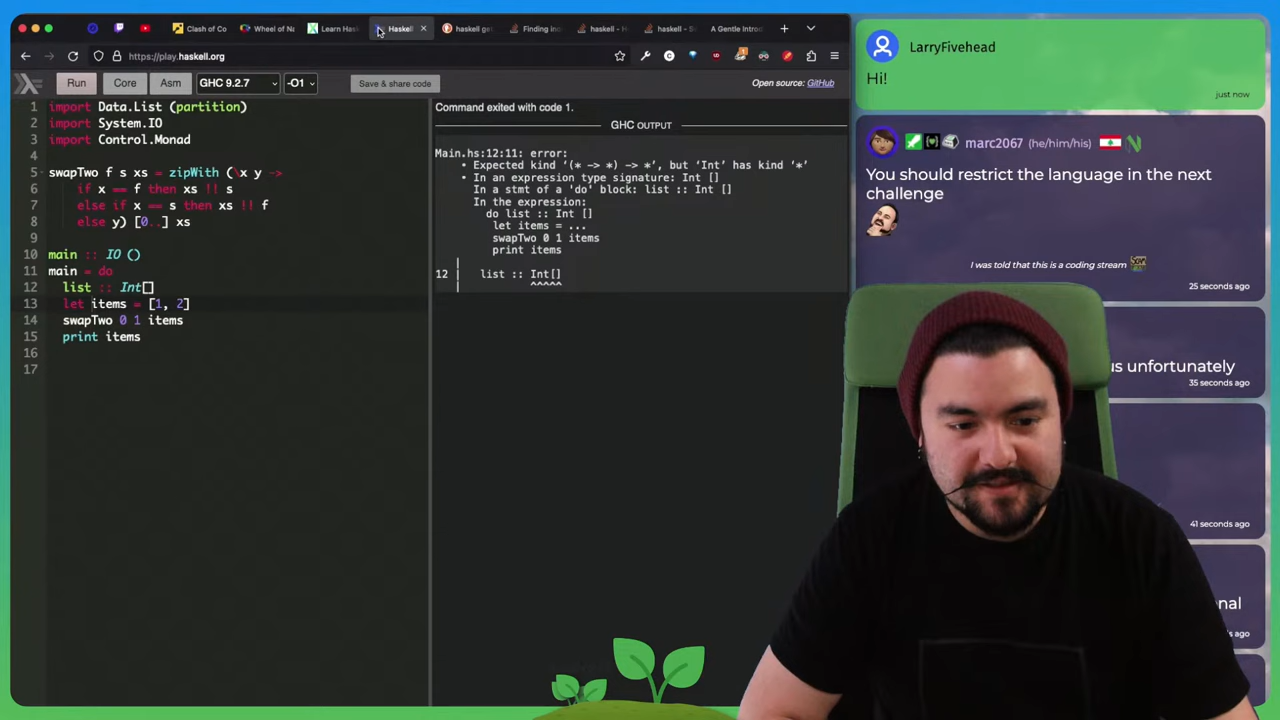 Clash of Co
Wheel of Na
Learn Has
Haskell
haskell get
Finding ind
haskell - H
haskell - S
A Gentle Introd
https://play.haskell.org
Run Core Asm GHC 9.2.7 -O1 Share & share code
Open source: GitHub
1 import Data.List (partition)
2 import System.IO
3 import Control.Monad
4
5 swapTwo f s xs = zipWith (\x y ->
6 if x == f then xs !! s
7 else if x == s then xs !! f
8 else y) [0..] xs
9
10 main :: IO ()
11 main = do
12 list :: Int[]
13 let items = [1, 2]
14 swapTwo 0 1 items
15 print items
16
17
Command exited with code 1.
GHC OUTPUT
Main.hs:12:11: error:
• Expected kind ‘(* -> *) -> *’, but ‘Int’ has kind ‘*’
• In an expression type signature: Int []
In a stmt of a 'do' block: list :: Int []
In the expression:
do list :: Int []
let items = ...
swapTwo 0 1 items
print items
|
12 | list :: Int[]
| ^^^^^
LarryFivehead
Hi!
just now
marc2067 (he/him/his)
You should restrict the language in the next
challenge
I was told that this is a coding stream
25 seconds ago
us unfortunately
35 seconds ago
41 seconds ago
onal